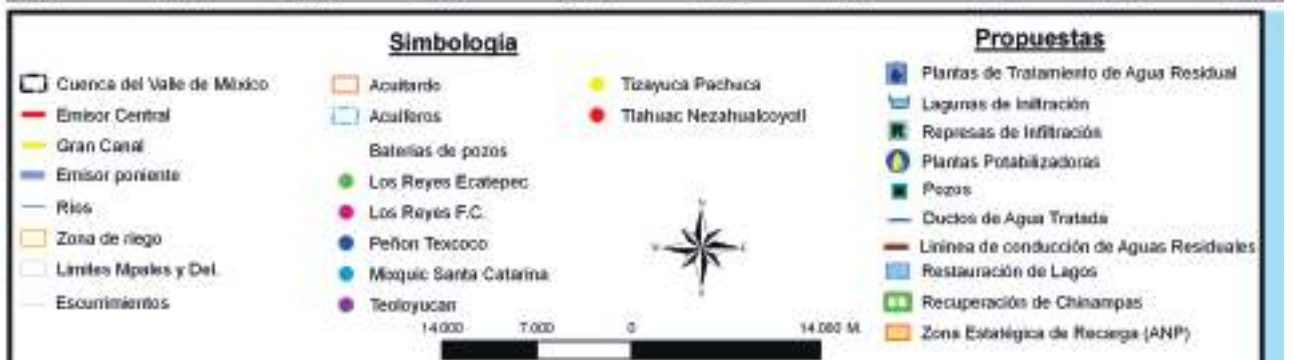 Simbología
Cuenca del Valle de México
Emisor Central
Gran Canal
Emisor poniente
Ríos
Zona de riego
Límites Mpales y Del.
Escurrimientos
Acuitardo
Acuíferos
Baterías de pozos
Los Reyes Ecatepec
Los Reyes F.C.
Peñon Texcoco
Mixquic Santa Catarina
Teoloyucan
Tizayuca Pachuca
Tlahuac Nezahualcoyotl
N
E
S
14.000 7.000 0 14.000 M.
Propuestas
Plantas de Tratamiento de Agua Residual
Lagunas de Infiltración
Represas de Infiltración
Plantas Potabilizadoras
Pozos
Ductos de Agua Tratada
Lininea de conducción de Aguas Residuales
Restauración de Lagos
Recuperación de Chinampas
Zona Estatégica de Recarga (ANP)